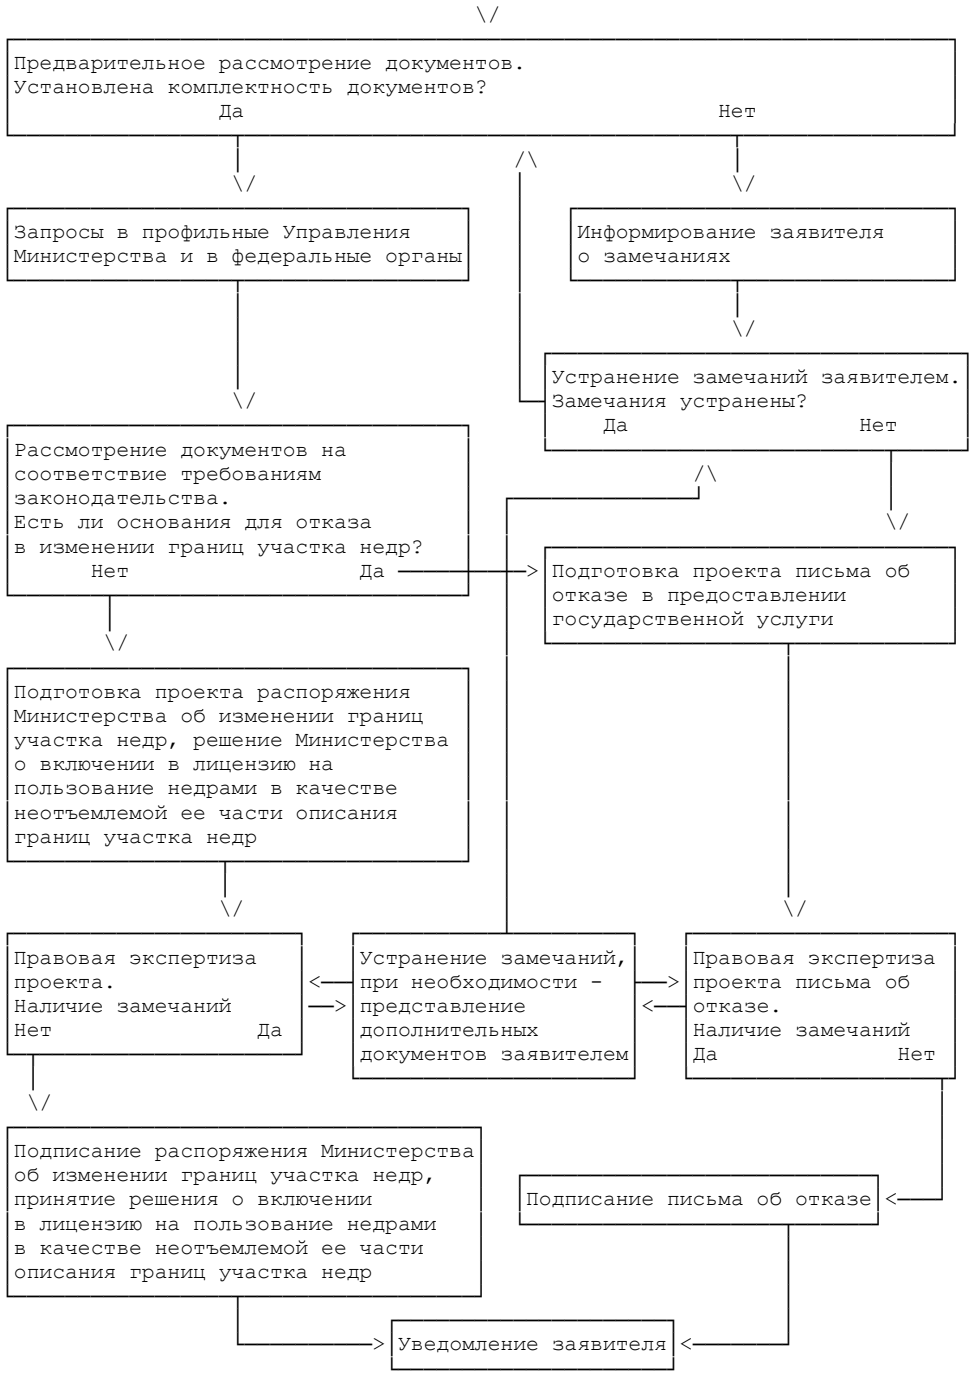 Предварительное рассмотрение документов.
Установлена комплектность документов?
Да Нет
Запросы в профильные Управления
Министерства и в федеральные органы
Информирование заявителя
о замечаниях
Устранение замечаний заявителем.
Замечания устранены?
Да Нет
Рассмотрение документов на
соответствие требованиям
законодательства.
Есть ли основания для отказа
в изменении границ участка недр?
Нет Да
Подготовка проекта письма об
отказе в предоставлении
государственной услуги
Подготовка проекта распоряжения
Министерства об изменении границ
участка недр, решение Министерства
о включении в лицензию на
пользование недрами в качестве
неотъемлемой ее части описания
границ участка недр
Правовая экспертиза
проекта.
Наличие замечаний
Нет Да
Устранение замечаний,
при необходимости -
представление
дополнительных
документов заявителем
Правовая экспертиза
проекта письма об
отказе.
Наличие замечаний
Да Нет
Подписание распоряжения Министерства
об изменении границ участка недр,
принятие решения о включении
в лицензию на пользование недрами
в качестве неотъемлемой ее части
описания границ участка недр
Подписание письма об отказе
Уведомление заявителя